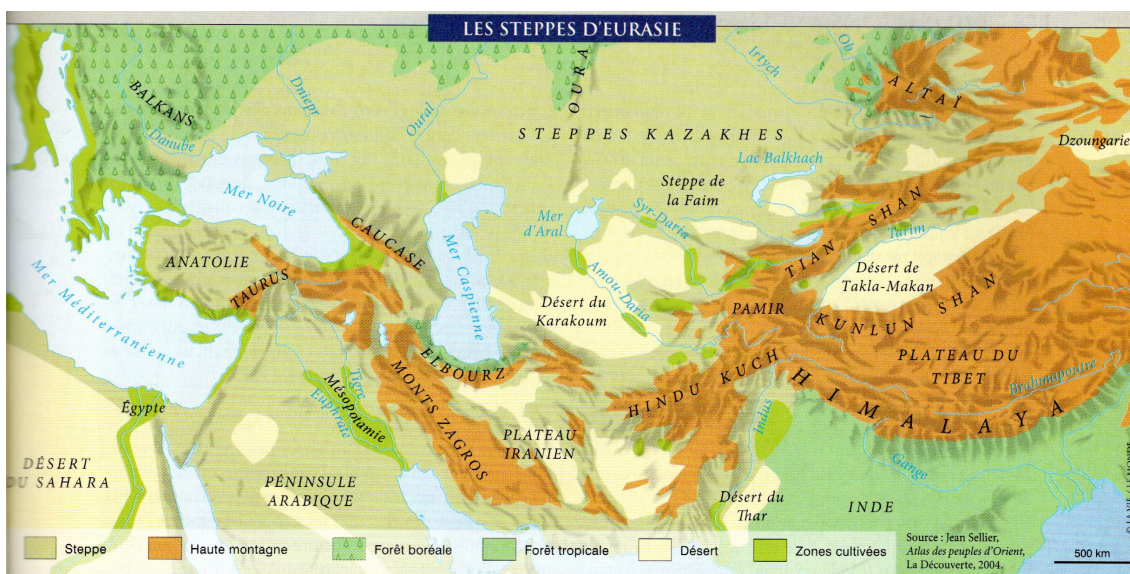 LES STEPPES D'EURASIE
BALKANS
Danube
Dniepr
Oural
OURA
Irtych
Ob
ALTAÏ
STEPPES KAZAKHES
Dzoungarie
Lac Balkhach
Mer Noire
Steppe de
la Faim
Mer
d'Aral
Syr-Daria
TIAN SHAN
Tarim
CAUCASE
Mer Caspienne
ANATOLIE
TAURUS
Mer Méditerranéenne
Amou-Daria
Désert du
Karakoum
Désert de
Takla-Makan
PAMIR
KUNLUN SHAN
ELBOURZ
HINDU KUCH
PLATEAU DU
TIBET
Brahmapoutre
HIMALAYA
MONTS ZAGROS
Tigre
Mésopotamie
Euphrate
Égypte
PLATEAU
IRANIEN
Indus
Gange
DÉSERT
DU SAHARA
PÉNINSULE
ARABIQUE
Désert du
Thar
INDE
Steppe
Haute montagne
Forêt boréale
Forêt tropicale
Désert
Zones cultivées
Source : Jean Sellier,
Atlas des peuples d'Orient,
La Découverte, 2004.
500 km